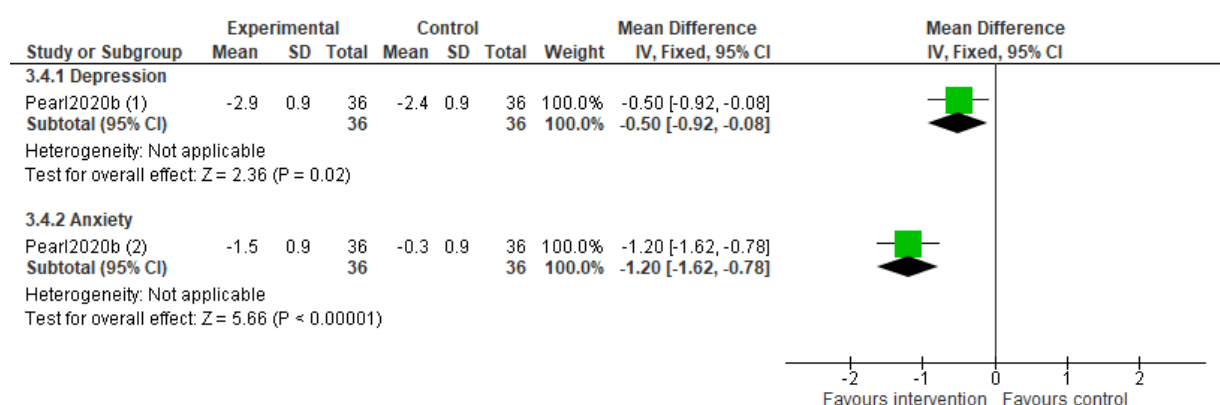 Experimental Control Mean Difference Mean Difference
Study or Subgroup Mean SD Total Mean SD Total Weight IV, Fixed, 95% CI IV, Fixed, 95% CI
3.4.1 Depression
Pearl2020b (1) -2.9 0.9 36 -2.4 0.9 36 100.0% -0.50 [-0.92, -0.08]
Subtotal (95% CI) 36 36 100.0% -0.50 [-0.92, -0.08]
Heterogeneity: Not applicable
Test for overall effect: Z = 2.36 (P = 0.02)
3.4.2 Anxiety
Pearl2020b (2) -1.5 0.9 36 -0.3 0.9 36 100.0% -1.20 [-1.62, -0.78]
Subtotal (95% CI) 36 36 100.0% -1.20 [-1.62, -0.78]
Heterogeneity: Not applicable
Test for overall effect: Z = 5.66 (P < 0.00001)
-2 -1 0 1 2
Favours intervention Favours control